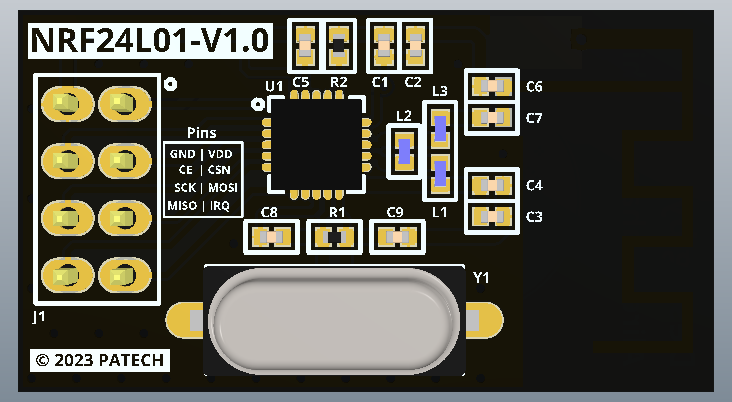 NRF24L01-V1.0
C5
R2
C1
C2
U1
L3
C6
L2
C7
Pins
GND | VDD
CE | CSN
SCK | MOSI
MISO | IRQ
C4
C8
R1
C9
L1
C3
Y1
J1
© 2023 PATECH